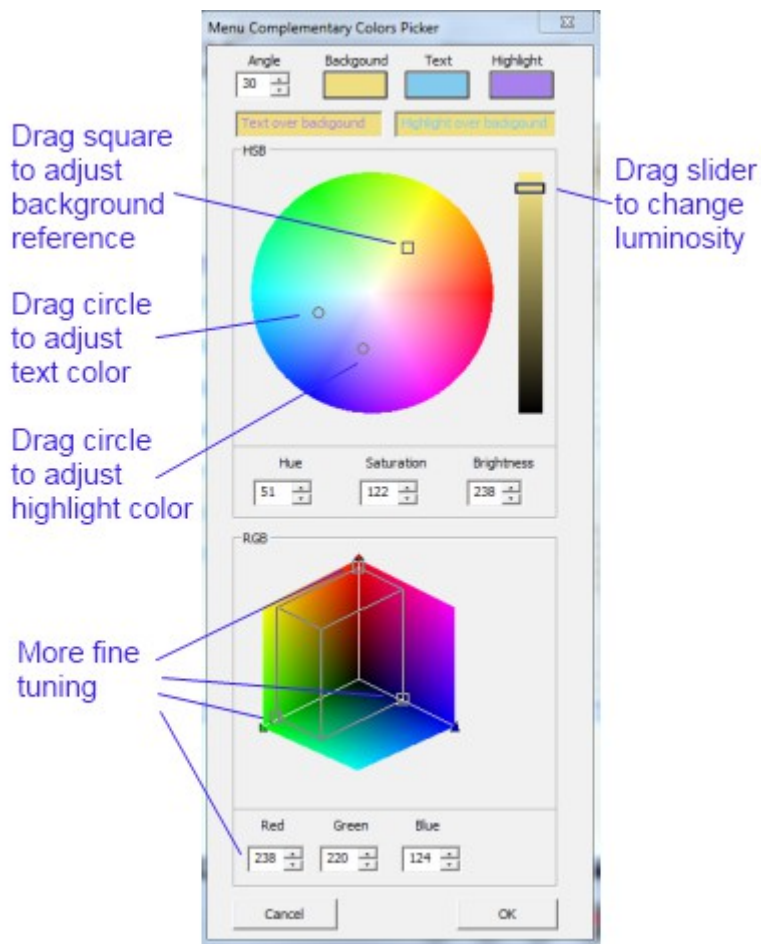 Menu Complementary Colors Picker
Angle Backgound Text Highlight
30
Text over backgound Highlight over backgound
HSB
Drag square
to adjust
background
reference
Drag slider
to change
luminosity
Drag circle
to adjust
text color
Drag circle
to adjust
highlight color
Hue Saturation Brightness
51 122 238
RGB
More fine
tuning
Red Green Blue
238 220 124
Cancel OK